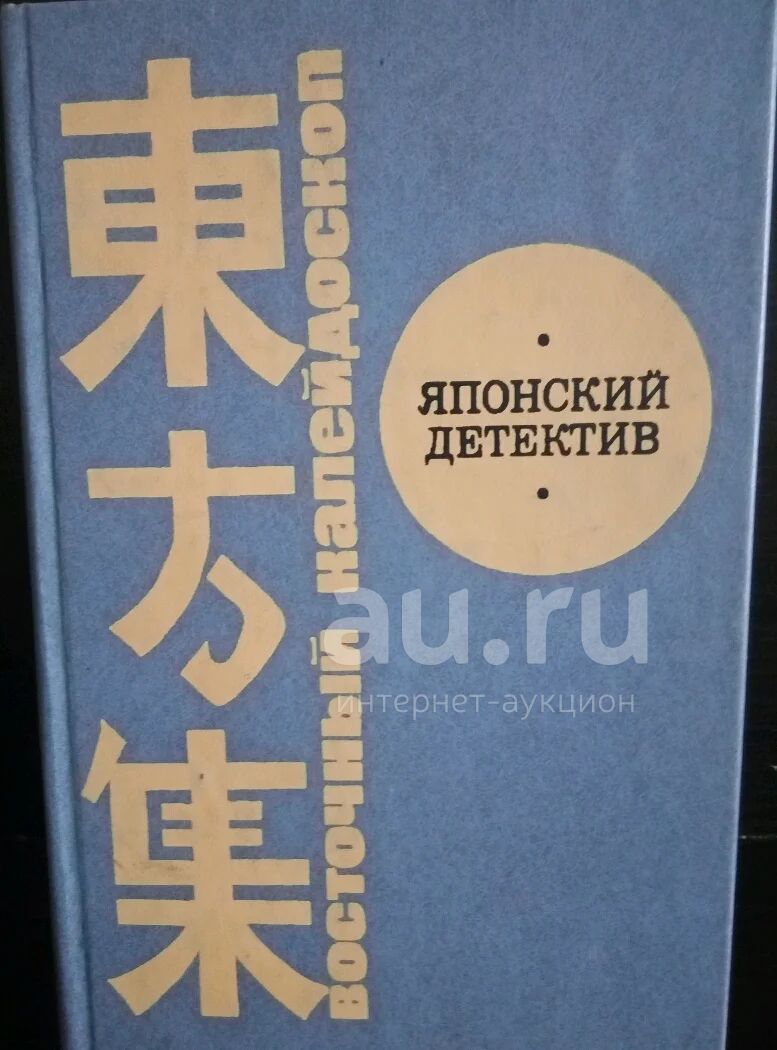 東方集
ВОСТОЧНЫЙ КАЛЕЙДОСКОП
ЯПОНСКИЙ
ДЕТЕКТИВ
au.ru
интернет-аукцион